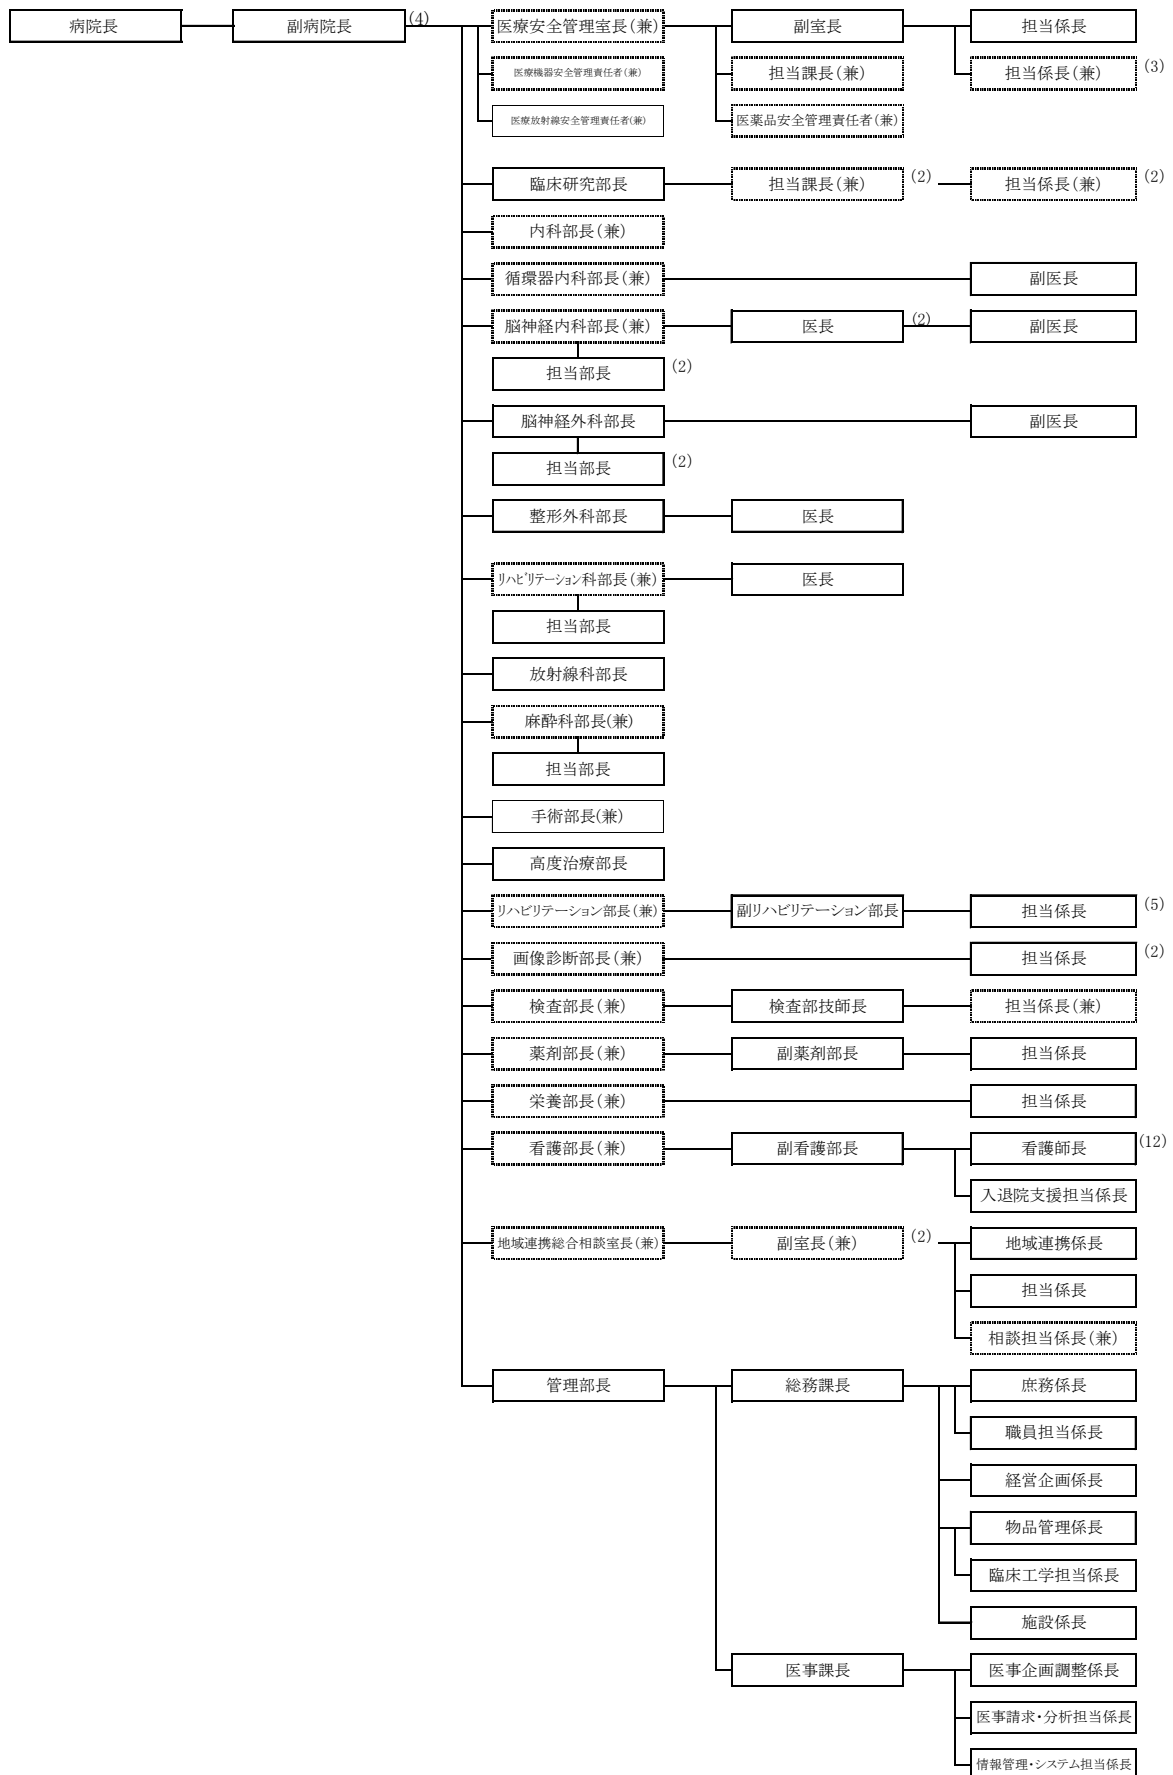 病院長 副病院長 (4) 医療安全管理室長(兼) 副室長 担当係長
医療機器安全管理責任者(兼) 担当課長(兼) 担当係長(兼) (3)
医療放射線安全管理責任者(兼) 医薬品安全管理責任者(兼)
臨床研究部長 担当課長(兼) (2) 担当係長(兼) (2)
内科部長(兼)
循環器内科部長(兼) 副医長
脳神経内科部長(兼) 医長 (2) 副医長
担当部長 (2)
脳神経外科部長 副医長
担当部長 (2)
整形外科部長 医長
リハビリテーション科部長(兼) 医長
担当部長
放射線科部長
麻酔科部長(兼)
担当部長
手術部長(兼)
高度治療部長
リハビリテーション部長(兼) 副リハビリテーション部長 担当係長 (5)
画像診断部長(兼) 担当係長 (2)
検査部長(兼) 検査部技師長 担当係長(兼)
薬剤部長(兼) 副薬剤部長 担当係長
栄養部長(兼) 担当係長
看護部長(兼) 副看護部長 看護師長 (12)
入退院支援担当係長
地域連携総合相談室長(兼) 副室長(兼) (2) 地域連携係長
担当係長
相談担当係長(兼)
管理部長 総務課長 庶務係長
職員担当係長
経営企画係長
物品管理係長
臨床工学担当係長
施設係長
医事課長 医事企画調整係長
医事請求・分析担当係長
情報管理・システム担当係長